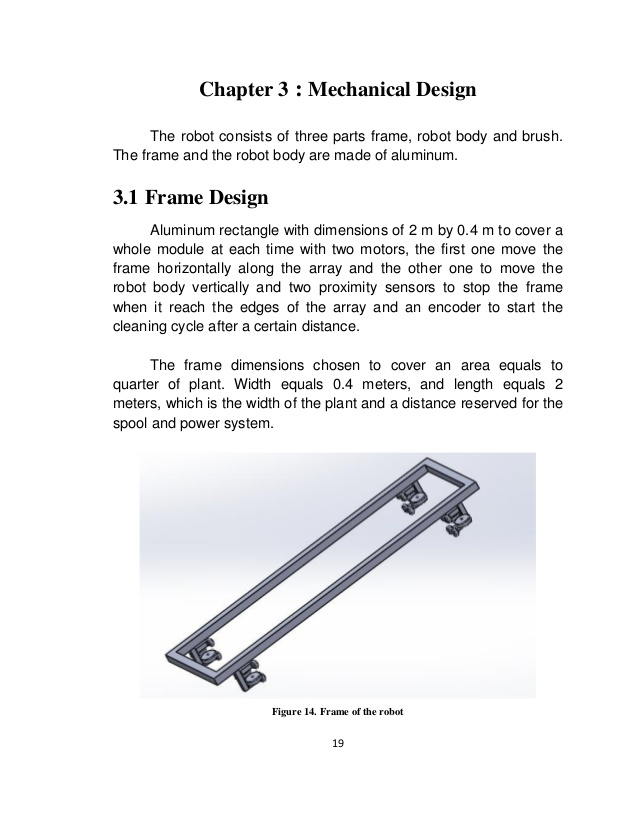 Chapter 3 : Mechanical Design
The robot consists of three parts frame, robot body and brush.
The frame and the robot body are made of aluminum.
3.1 Frame Design
Aluminum rectangle with dimensions of 2 m by 0.4 m to cover a
whole module at each time with two motors, the first one move the
frame horizontally along the array and the other one to move the
robot body vertically and two proximity sensors to stop the frame
when it reach the edges of the array and an encoder to start the
cleaning cycle after a certain distance.
The frame dimensions chosen to cover an area equals to
quarter of plant. Width equals 0.4 meters, and length equals 2
meters, which is the width of the plant and a distance reserved for the
spool and power system.
Figure 14. Frame of the robot
19